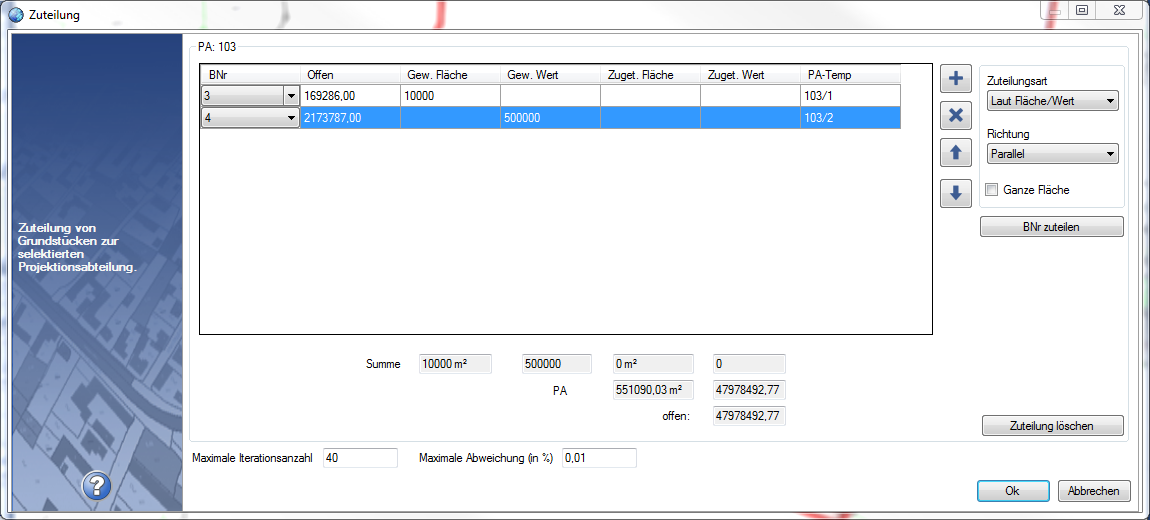 Zuteilung
Zuteilung von
Grundstücken zur
selektierten
Projektionsabteilung.
?
PA: 103
BNr Offen Gew. Fläche Gew. Wert Zuget. Fläche Zuget. Wert PA-Temp
3 169286,00 10000 103/1
4 2173787,00 500000 103/2
Zuteilungsart
Laut Fläche/Wert
Richtung
Parallel
Ganze Fläche
BNr zuteilen
Summe 10000 m² 500000 0 m² 0
PA 551090,03 m² 47978492,77
offen: 47978492,77
Zuteilung löschen
Maximale Iterationsanzahl 40 Maximale Abweichung (in %) 0,01
Ok Abbrechen